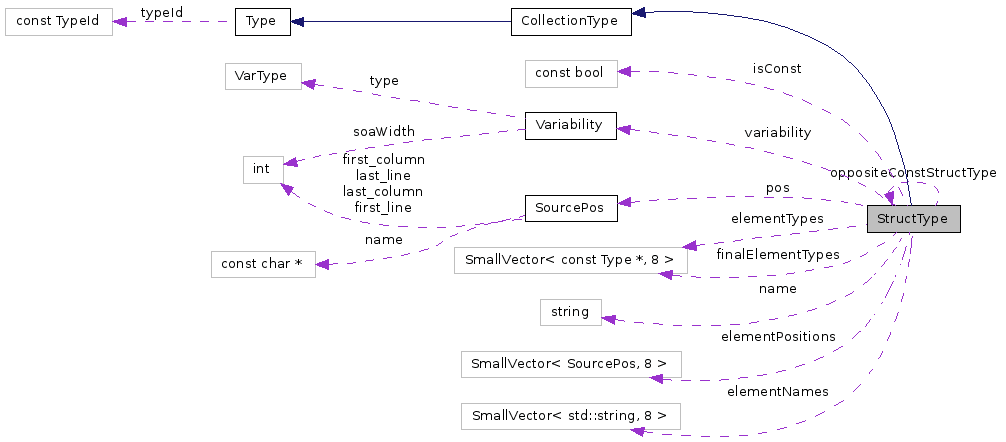 const TypeId
typeId
Type
CollectionType
VarType
type
const bool
isConst
soaWidth
Variability
variability
int
first_column
last_line
last_column
first_line
oppositeConstStructType
pos
SourcePos
StructType
name
elementTypes
const char *
SmallVector< const Type *, 8 >
finalElementTypes
name
string
elementPositions
SmallVector< SourcePos, 8 >
elementNames
SmallVector< std::string, 8 >